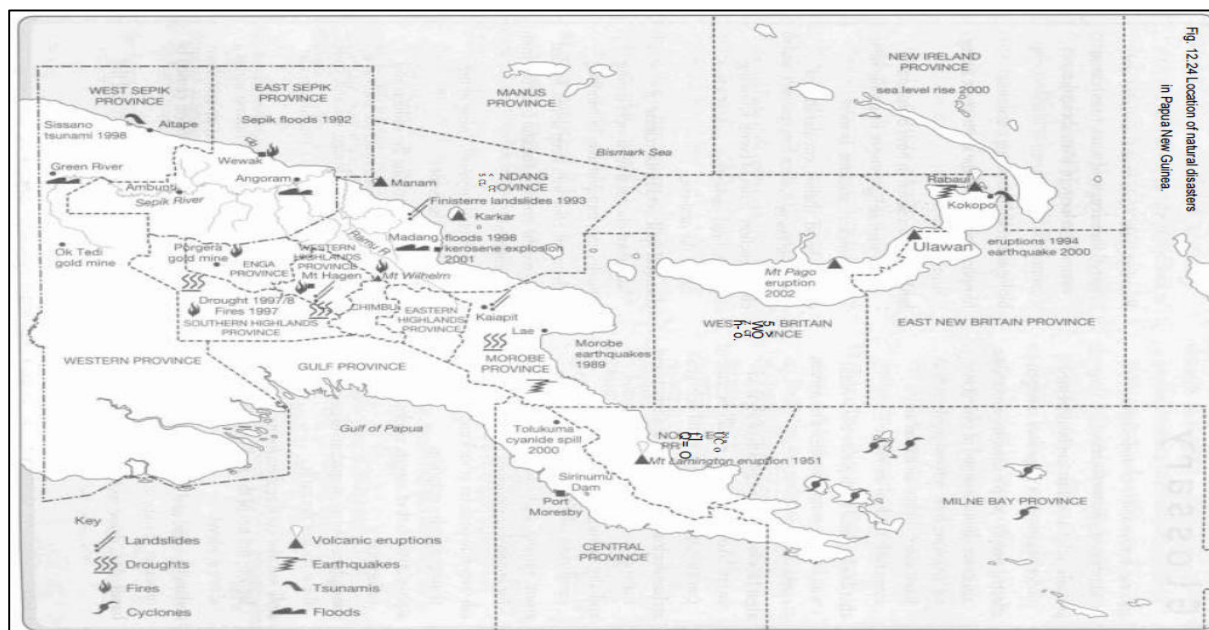 Fig. 12.24 Location of natural disasters
in Papua New Guinea.
NEW IRELAND
PROVINCE
sea level rise 2000
MANUS
PROVINCE
WEST SEPIK
PROVINCE
EAST SEPIK
PROVINCE
Sepik floods 1992
Sissano
tsunami 1998
Aitape
Bismark Sea
Wewak
Green River
Angoram
Ambunti
Sepik River
Manam
NDANG
ROVINCE
Finisterre landslides 1993
Karkar
Rabaul
Kokopo
Ulawan
eruptions 1994
earthquake 2000
Madang
floods 1998
kerosene explosion
2001
Ramu R.
Ok Tedi
gold mine
Porgera
gold mine
ENGA
PROVINCE
WESTERN
HIGHLANDS
PROVINCE
Mt Hagen
Mt Wilhelm
Mt Pago
eruption
2002
Drought 1997/8
Fires 1997
SOUTHERN HIGHLANDS
PROVINCE
CHIMBU
EASTERN
HIGHLANDS
PROVINCE
Kaiapit
Lae
WES
BRITAIN
VINCE
EAST NEW BRITAIN PROVINCE
WESTERN PROVINCE
GULF PROVINCE
MOROBE
PROVINCE
Morobe
earthquakes
1989
Gulf of Papua
Tolukuma
cyanide spill
2000
Mt Lamington eruption 1951
Sirinumu
Dam
Port
Moresby
MILNE BAY PROVINCE
CENTRAL
PROVINCE
Key
Landslides
Volcanic eruptions
Droughts
Earthquakes
Fires
Tsunamis
Cyclones
Floods